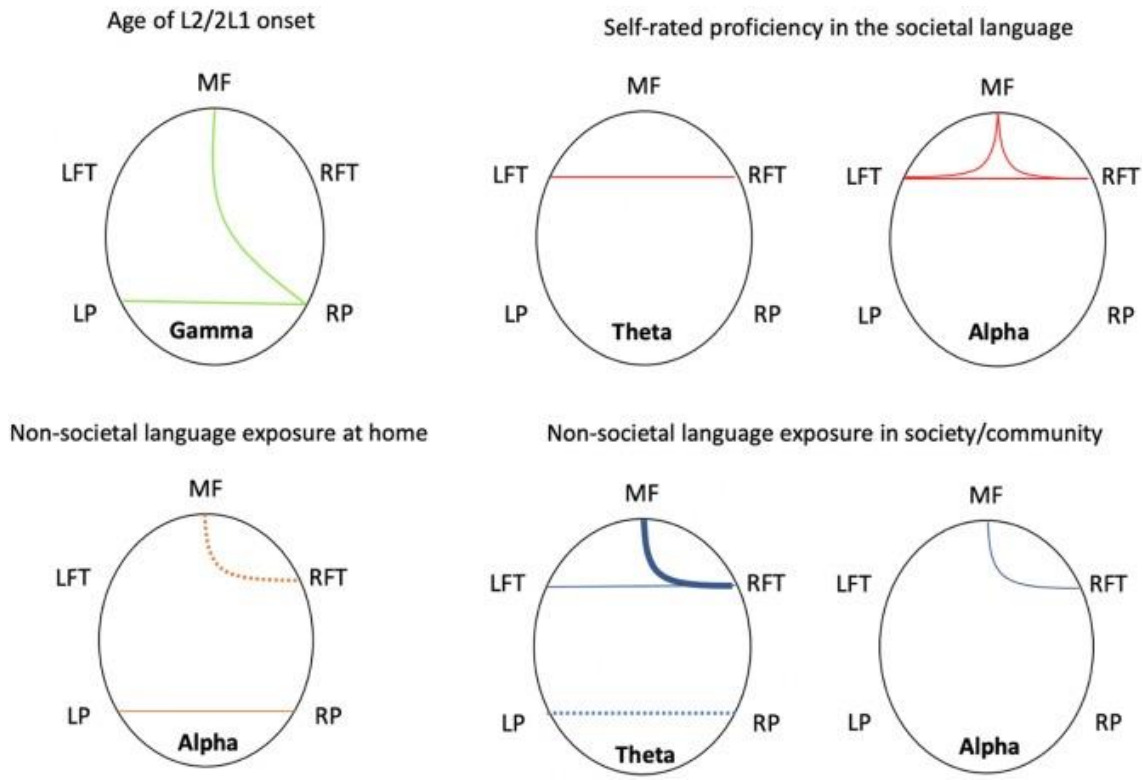 Age of L2/2L1 onset
MF
LFT
RFT
LP
RP
Gamma
Self-rated proficiency in the societal language
MF
LFT
RFT
LP
RP
Theta
MF
LFT
RFT
LP
RP
Alpha
Non-societal language exposure at home
MF
LFT
RFT
LP
RP
Alpha
Non-societal language exposure in society/community
MF
LFT
RFT
LP
RP
Theta
MF
LFT
RFT
LP
RP
Alpha